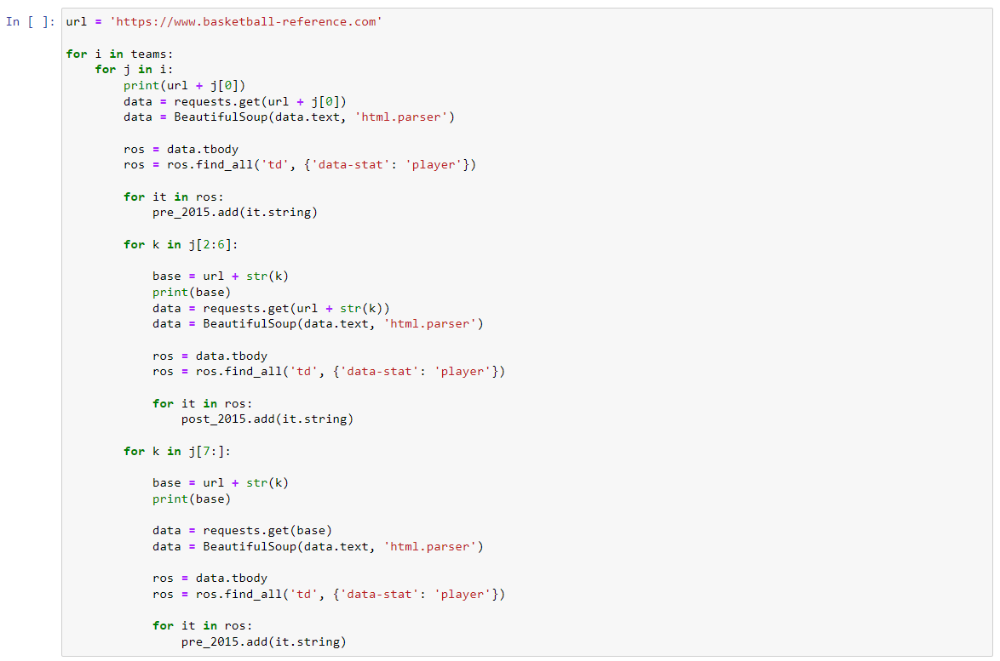 In [ ]: url = 'https://www.basketball-reference.com'
for i in teams:
    for j in i:
        print(url + j[0])
        data = requests.get(url + j[0])
        data = BeautifulSoup(data.text, 'html.parser')
        ros = data.tbody
        ros = ros.find_all('td', {'data-stat': 'player'})
        for it in ros:
            pre_2015.add(it.string)
        for k in j[2:6]:
            base = url + str(k)
            print(base)
            data = requests.get(url + str(k))
            data = BeautifulSoup(data.text, 'html.parser')
            ros = data.tbody
            ros = ros.find_all('td', {'data-stat': 'player'})
            for it in ros:
                post_2015.add(it.string)
        for k in j[7:]:
            base = url + str(k)
            print(base)
            data = requests.get(base)
            data = BeautifulSoup(data.text, 'html.parser')
            ros = data.tbody
            ros = ros.find_all('td', {'data-stat': 'player'})
            for it in ros:
                pre_2015.add(it.string)